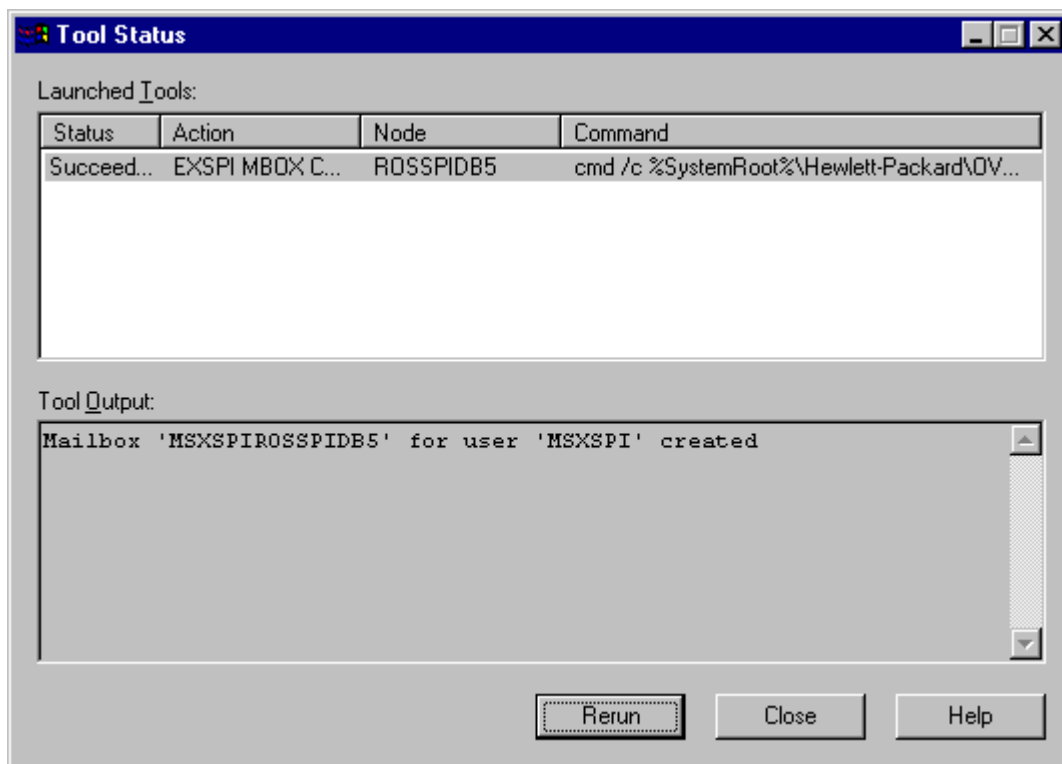 Tool Status
Launched Tools:
Status Action Node Command
Succeed... EXSPI MBOX C... ROSSPIDB5 cmd /c %SystemRoot%\Hewlett-Packard\OV...
Tool Output:
Mailbox 'MSXSPIROSSPIDB5' for user 'MSXSPI' created
Rerun Close Help